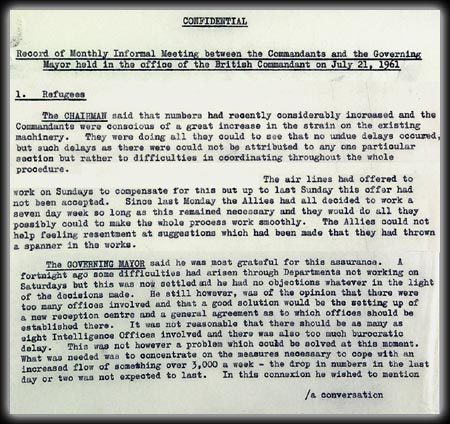 CONFIDENTIAL
Record of Monthly Informal Meeting between the Commandants and the Governing
Mayor held in the office of the British Commandant on July 21, 1961
1. Refugees
The CHAIRMAN said that numbers had recently considerably increased and the
Commandants were conscious of a great increase in the strain on the existing
machinery. They were doing all they could to see that no undue delays occured,
but such delays as there were could not be attributed to any one particular
section but rather to difficulties in coordinating throughout the whole
procedure.
The air lines had offered to
work on Sundays to compensate for this but up to last Sunday this offer had
not been accepted. Since last Monday the Allies had all decided to work a
seven day week so long as this remained necessary and they would do all they
possibly could to make the whole process work smoothly. The Allies could not
help feeling resentment at suggestions which had been made that they had thrown
a spanner in the works.
The GOVERNING MAYOR said he was most grateful for this assurance. A
fortnight ago some difficulties had arisen through Departments not working on
Saturdays but this was now settled and he had no objections whatever in the light
of the decisions made. He still however, was of the opinion that there were
too many offices involved and that a good solution would be the setting up of
a new reception centre and a general agreement as to which offices should be
established there. It was not reasonable that there should be as many as
eight Intelligence Offices involved and there was also too much burocratic
delay. This was not however a problem which could be solved at this moment.
What was needed was to concentrate on the measures necessary to cope with an
increased flow of something over 3,000 a week - the drop in numbers in the last
day or two was not expected to last. In this connexion he wished to mention
/a conversation